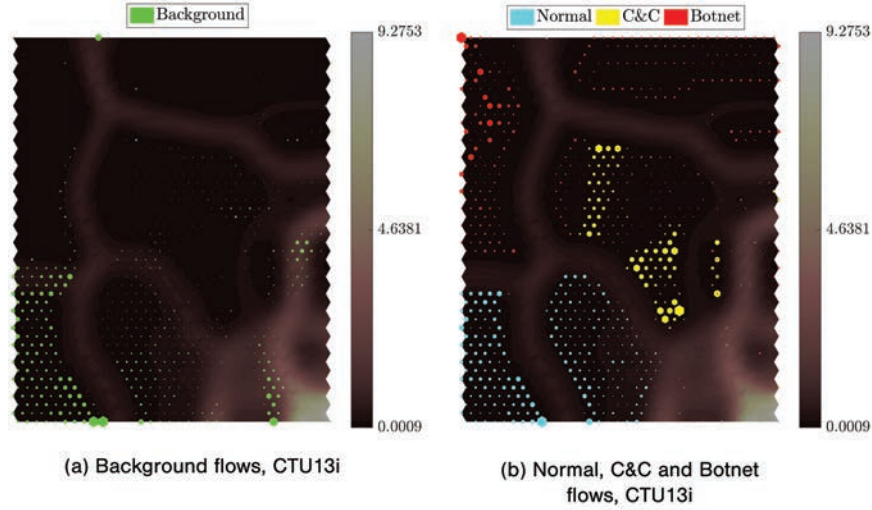 Background
9.2753
4.6381
0.0009
(a) Background flows, CTU13i
Normal C&C Botnet
9.2753
4.6381
0.0009
(b) Normal, C&C and Botnet
flows, CTU13i